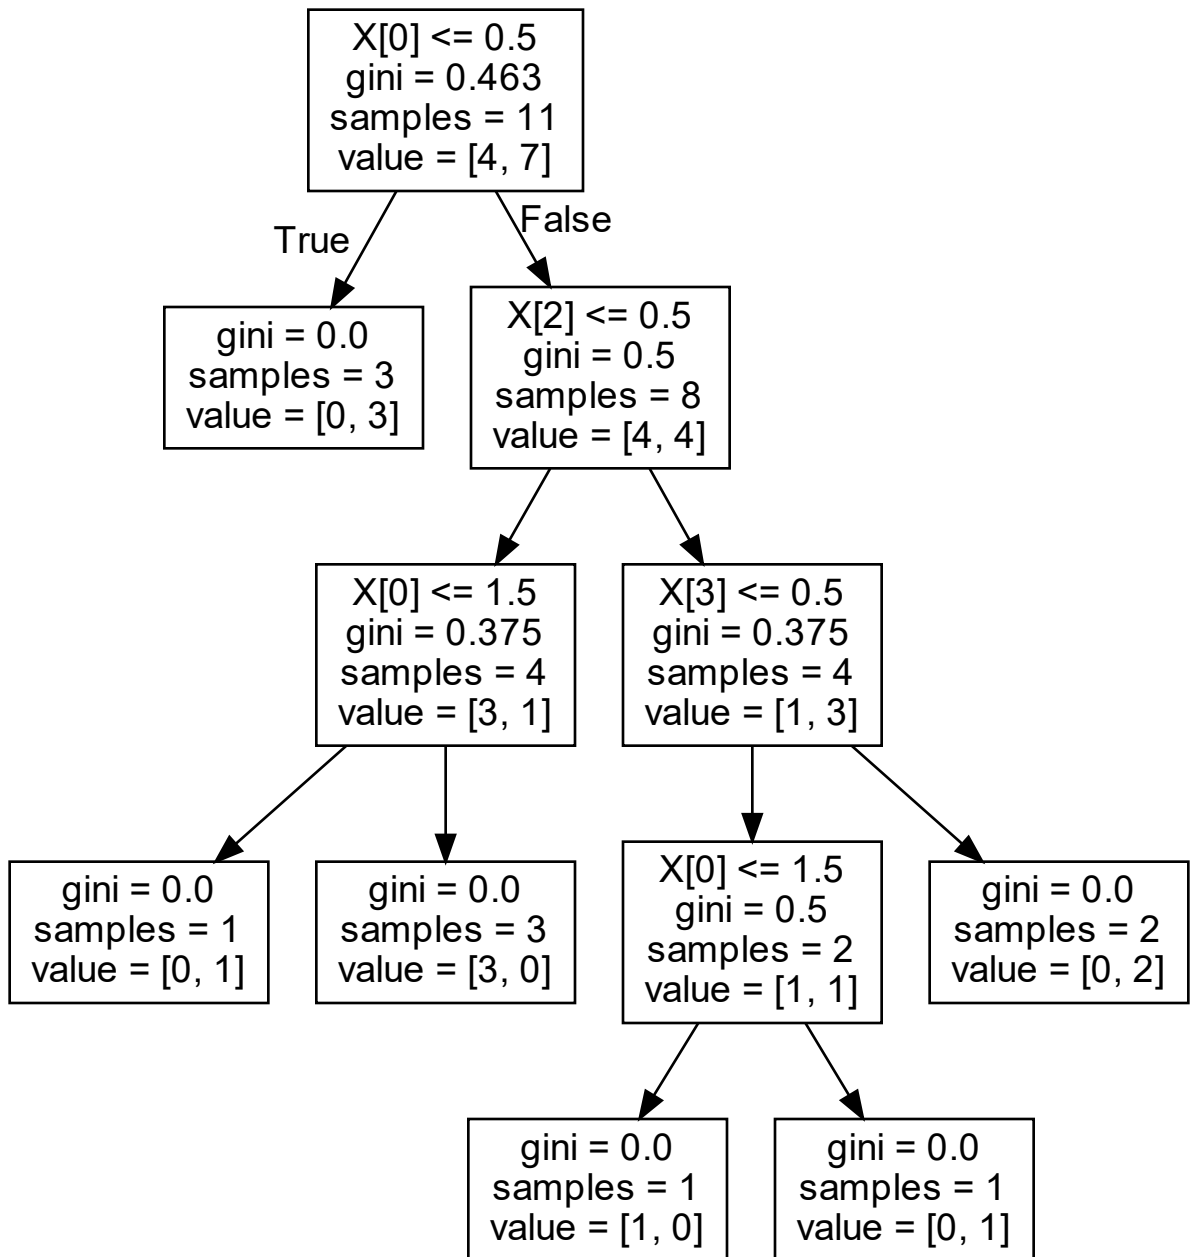 X[0] <= 0.5
gini = 0.463
samples = 11
value = [4, 7]
True
False
gini = 0.0
samples = 3
value = [0, 3]
X[2] <= 0.5
gini = 0.5
samples = 8
value = [4, 4]
X[0] <= 1.5
gini = 0.375
samples = 4
value = [3, 1]
X[3] <= 0.5
gini = 0.375
samples = 4
value = [1, 3]
gini = 0.0
samples = 1
value = [0, 1]
gini = 0.0
samples = 3
value = [3, 0]
X[0] <= 1.5
gini = 0.5
samples = 2
value = [1, 1]
gini = 0.0
samples = 2
value = [0, 2]
gini = 0.0
samples = 1
value = [1, 0]
gini = 0.0
samples = 1
value = [0, 1]